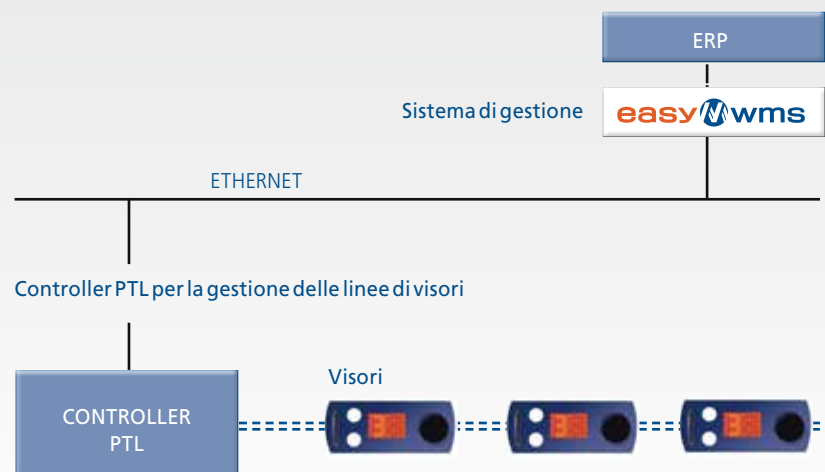 ERP
Sistema di gestione
easy wms
ETHERNET
Controller PTL per la gestione delle linee di visori
Visori
CONTROLLER
PTL